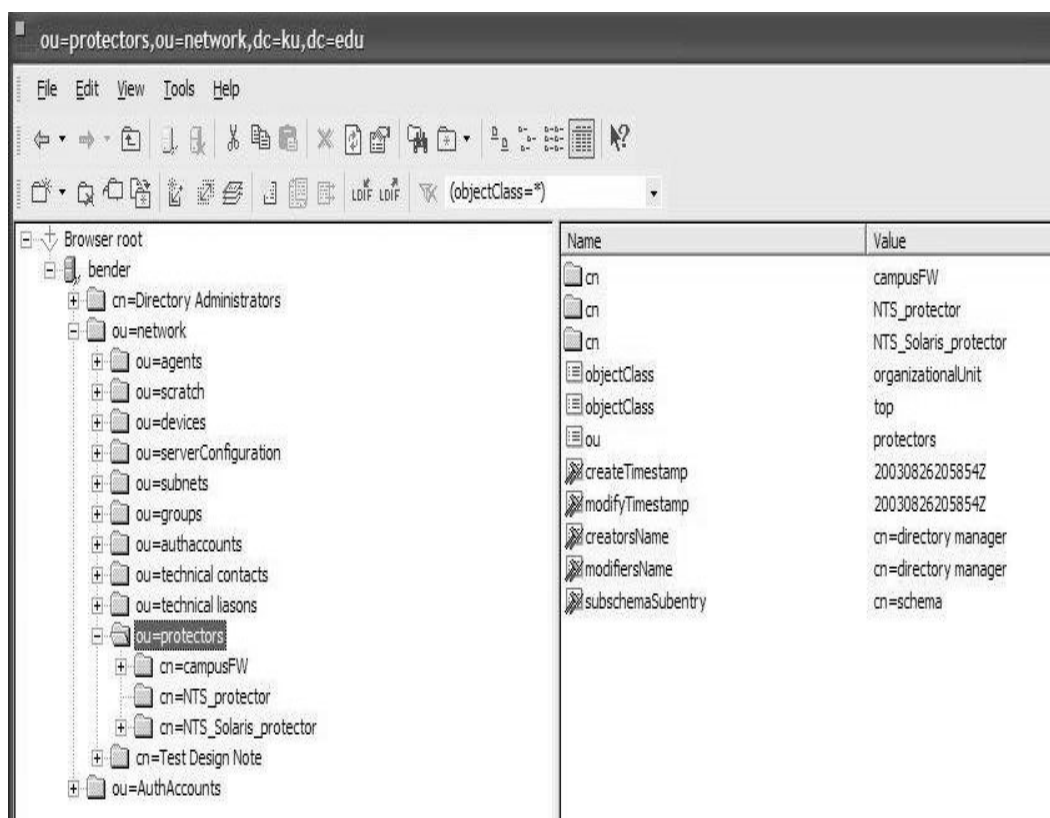 ou=protectors,ou=network,dc=ku,dc=edu
File Edit View Tools Help
LDIF LDIF (objectClass=*)
Browser root
bender
cn=Directory Administrators
ou=network
ou=agents
ou=scratch
ou=devices
ou=serverConfiguration
ou=subnets
ou=groups
ou=authaccounts
ou=technical contacts
ou=technical liasons
ou=protectors
cn=campusFW
cn=NTS_protector
cn=NTS_Solaris_protector
cn=Test Design Note
ou=AuthAccounts
Name Value
cn campusFW
cn NTS_protector
cn NTS_Solaris_protector
objectClass organizationalUnit
objectClass top
ou protectors
createTimestamp 20030826205854Z
modifyTimestamp 20030826205854Z
creatorsName cn=directory manager
modifiersName cn=directory manager
subschemaSubentry cn=schema